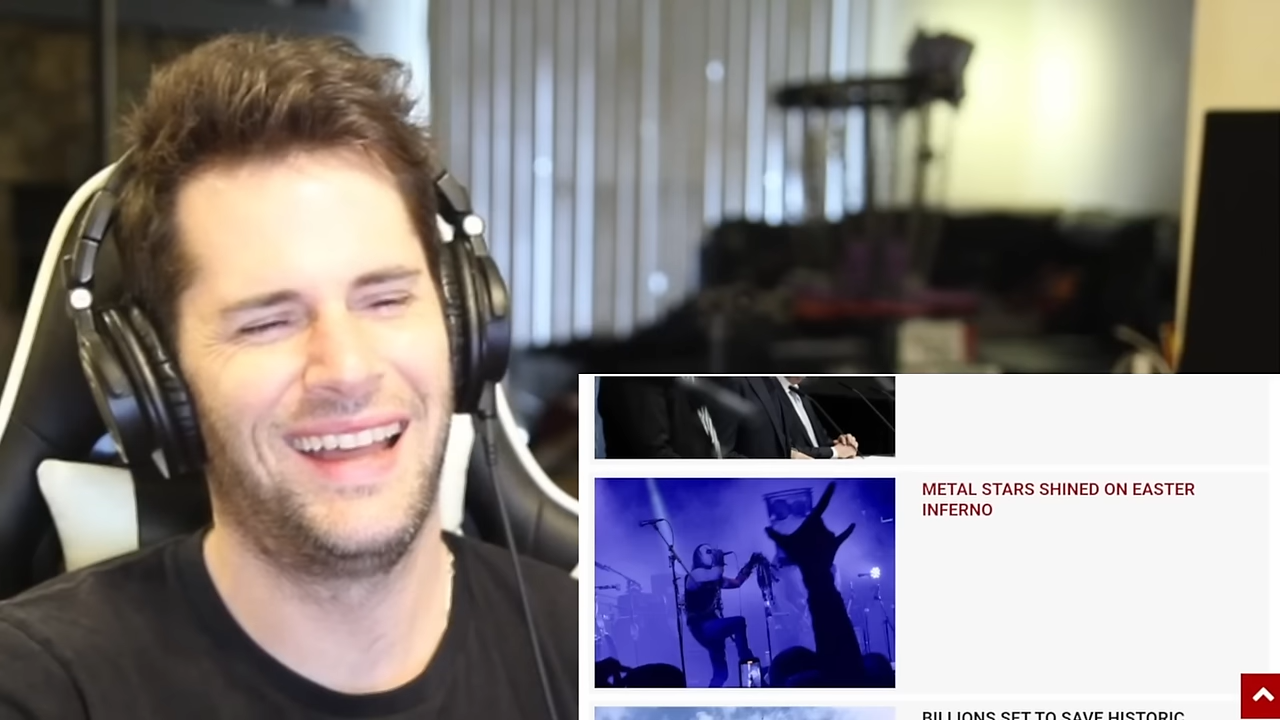 METAL STARS SHINED ON EASTER
INFERNO
BILLIONS SET TO SAVE HISTORIC